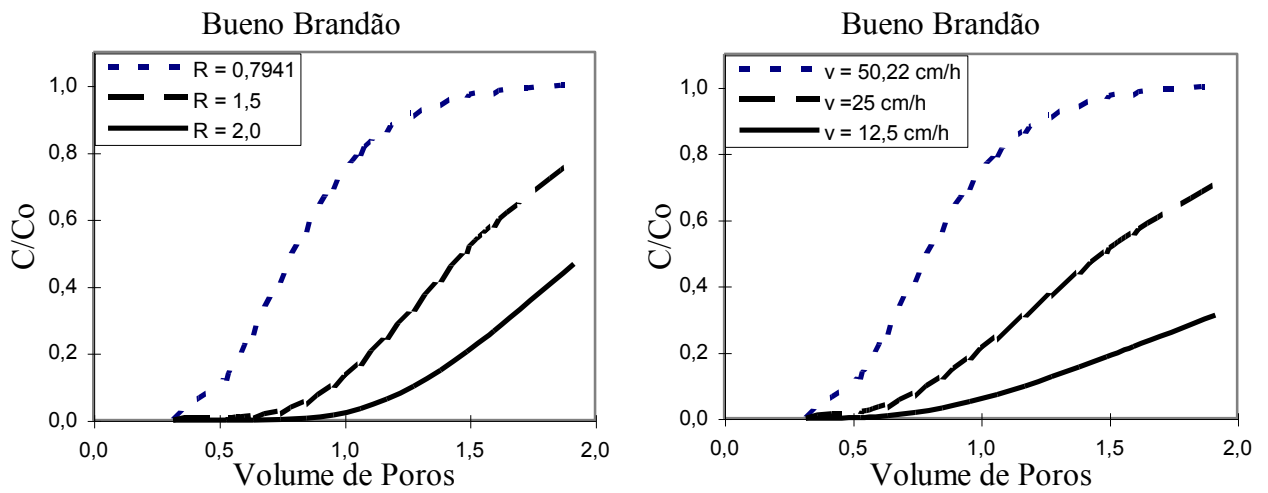 Bueno Brandão
R = 0,7941
R = 1,5
R = 2,0
C/Co
1,0
0,8
0,6
0,4
0,2
0,0
0,0 0,5 1,0 1,5 2,0
Volume de Poros
Bueno Brandão
v = 50,22 cm/h
v =25 cm/h
v = 12,5 cm/h
C/Co
1,0
0,8
0,6
0,4
0,2
0,0
0,0 0,5 1,0 1,5 2,0
Volume de Poros